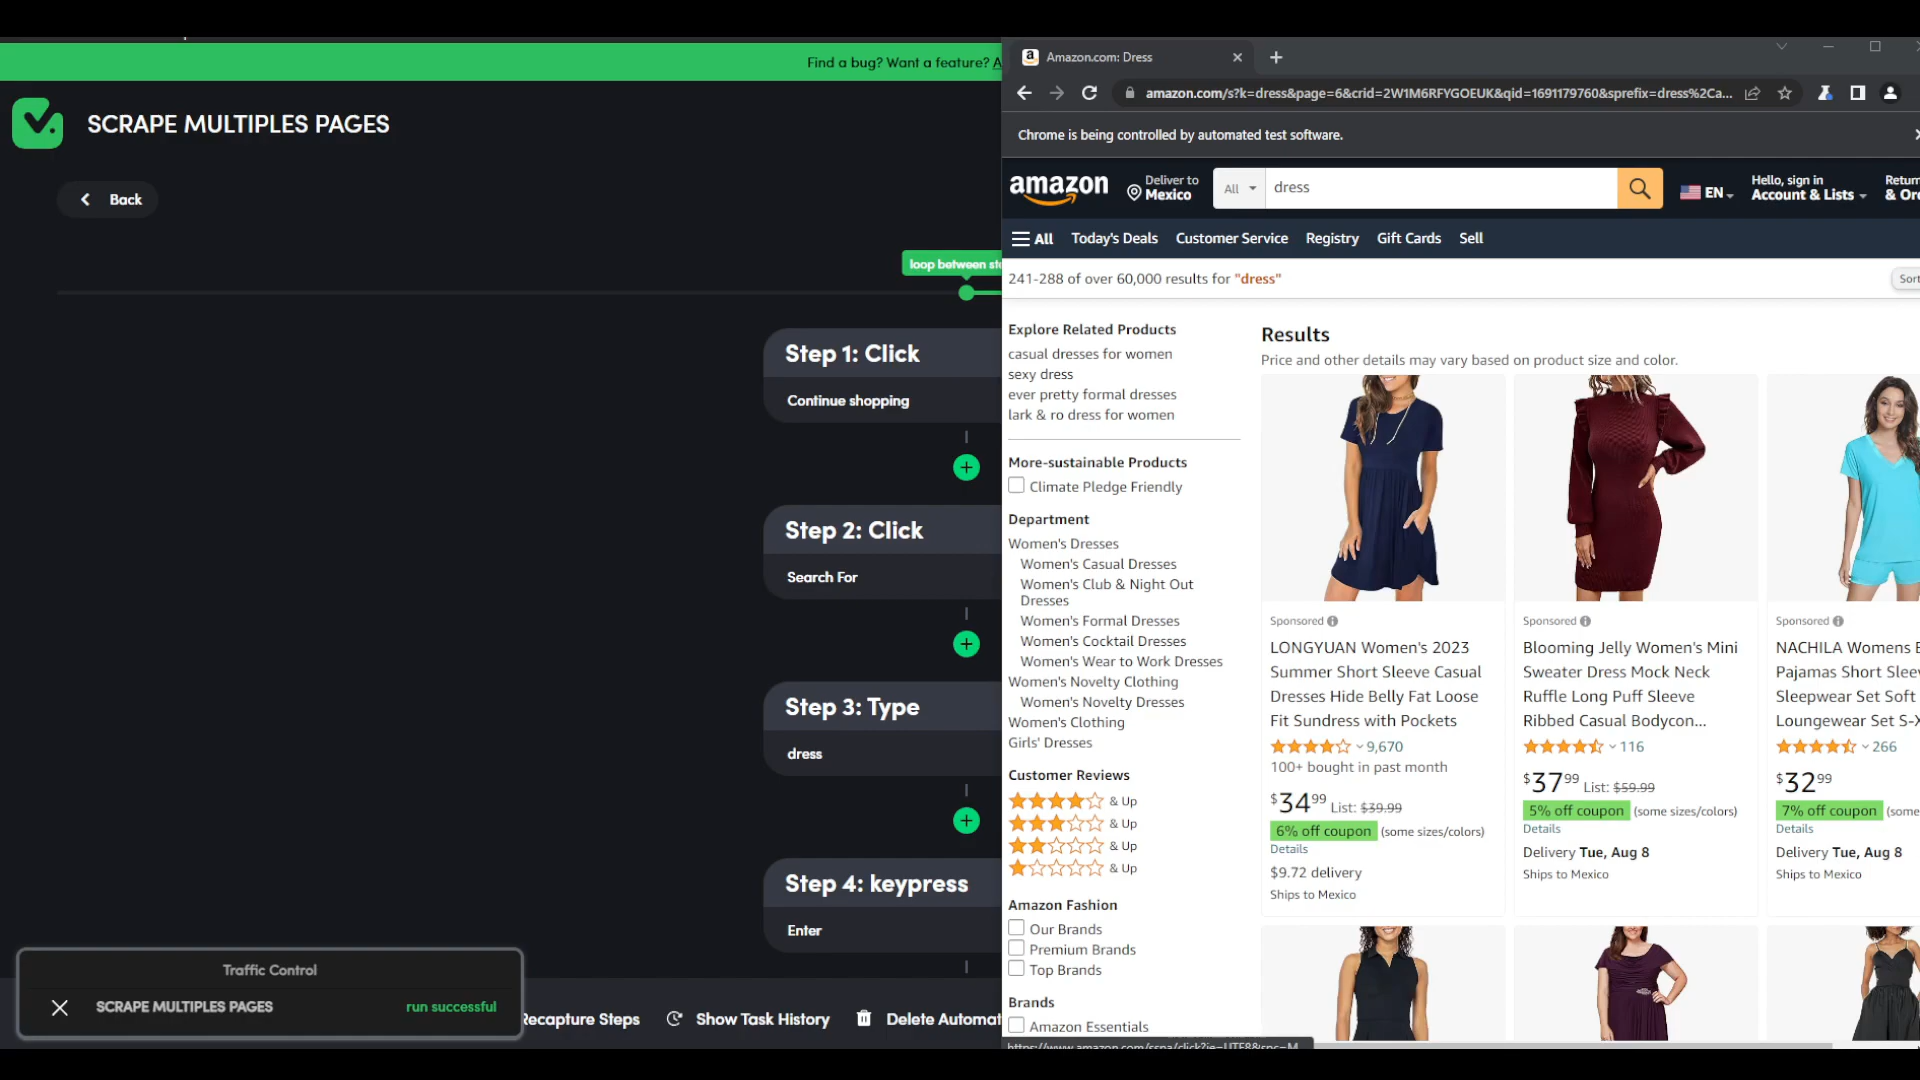 Find a bug? Want a feature? A
SCRAPE MULTIPLES PAGES
Back
loop between ste
Step 1: Click
Continue shopping
Step 2: Click
Search For
Step 3: Type
dress
Step 4: keypress
Enter
Traffic Control
SCRAPE MULTIPLES PAGES
run successful
Recapture Steps
Show Task History
Delete Automat
Amazon.com: Dress
amazon.com/s?k=dress&page=6&crid=2W1M6RFYGOEUK&qid=1691179760&sprefix=dress%2Ca...
Chrome is being controlled by automated test software.
amazon
Deliver to
Mexico
All
dress
EN
Hello, sign in
Account & Lists
Return
& Or
All
Today's Deals
Customer Service
Registry
Gift Cards
Sell
241-288 of over 60,000 results for "dress"
Sort
Explore Related Products
casual dresses for women
sexy dress
ever pretty formal dresses
lark & ro dress for women
More-sustainable Products
Climate Pledge Friendly
Department
Women's Dresses
Women's Casual Dresses
Women's Club & Night Out
Dresses
Women's Formal Dresses
Women's Cocktail Dresses
Women's Wear to Work Dresses
Women's Novelty Clothing
Women's Novelty Dresses
Women's Clothing
Girls' Dresses
Customer Reviews
& Up
& Up
& Up
& Up
Amazon Fashion
Our Brands
Premium Brands
Top Brands
Brands
Amazon Essentials
Results
Price and other details may vary based on product size and color.
Sponsored
LONGYUAN Women's 2023
Summer Short Sleeve Casual
Dresses Hide Belly Fat Loose
Fit Sundress with Pockets
9,670
100+ bought in past month
$34.99 List: $39.99
6% off coupon (some sizes/colors)
Details
$9.72 delivery
Ships to Mexico
Sponsored
Blooming Jelly Women's Mini
Sweater Dress Mock Neck
Ruffle Long Puff Sleeve
Ribbed Casual Bodycon...
116
$37.99 List: $59.99
5% off coupon (some sizes/colors)
Details
Delivery Tue, Aug 8
Ships to Mexico
Sponsored
NACHILA Womens B
Pajamas Short Slee
Sleepwear Set Soft
Loungewear Set S-X
266
$32.99
7% off coupon (some
Details
Delivery Tue, Aug 8
Ships to Mexico